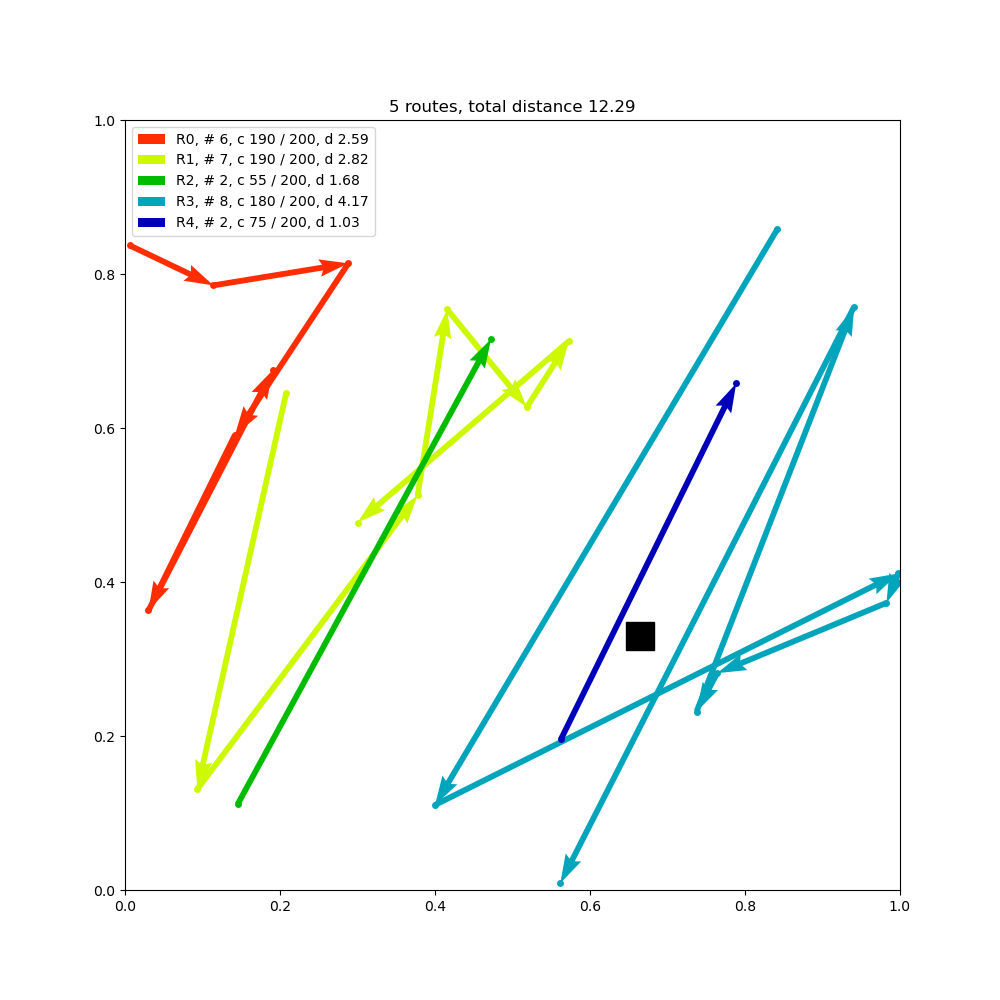 5 routes, total distance 12.29
1.0
R0, # 6, c 190 / 200, d 2.59
R1, # 7, c 190 / 200, d 2.82
R2, # 2, c 55 / 200, d 1.68
R3, # 8, c 180 / 200, d 4.17
R4, # 2, c 75 / 200, d 1.03
0.8
0.6
0.4
0.2
0.0
0.0 0.2 0.4 0.6 0.8 1.0